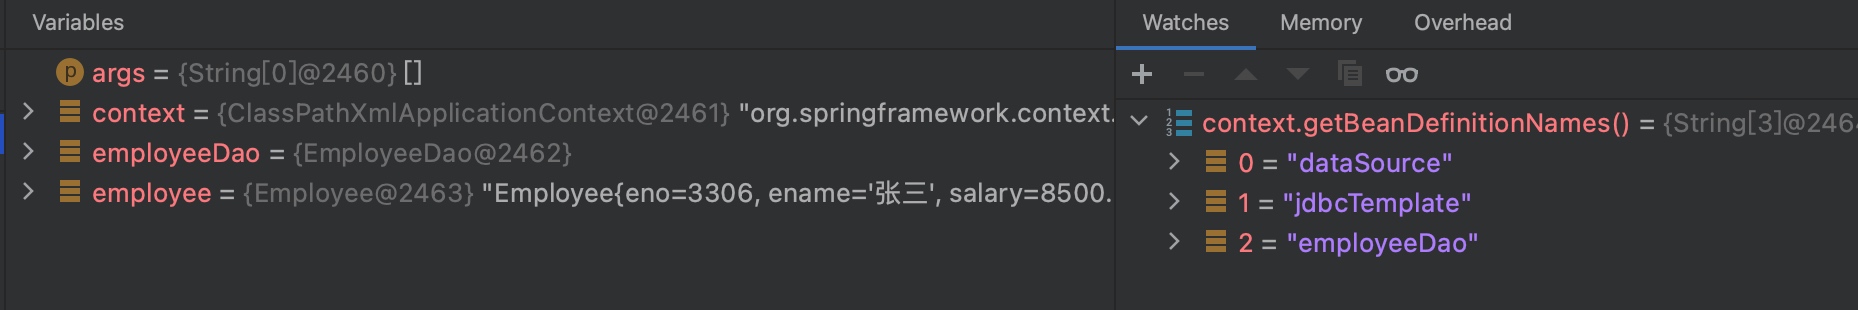 Variables
args = {String[0]@2460} []
context = {ClassPathXmlApplicationContext@2461} "org.springframework.context.
employeeDao = {EmployeeDao@2462}
employee = {Employee@2463} "Employee{eno=3306, ename='张三', salary=8500.
Watches Memory Overhead
context.getBeanDefinitionNames() = {String[3]@246
0 = "dataSource"
1 = "jdbcTemplate"
2 = "employeeDao"